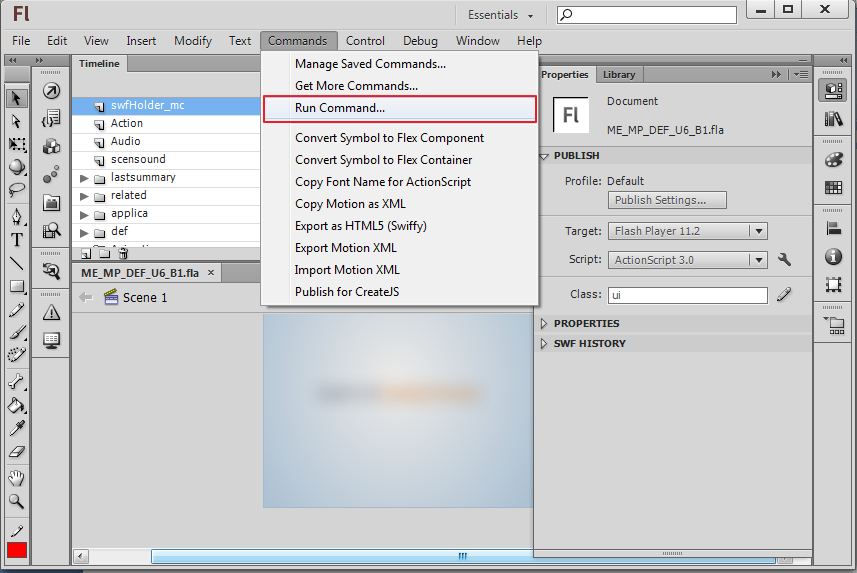 Fl
Essentials
File Edit View Insert Modify Text Commands Control Debug Window Help
Timeline
swfHolder_mc
Action
Audio
scensound
lastsummary
related
applica
def
Manage Saved Commands...
Get More Commands...
Run Command...
Convert Symbol to Flex Component
Convert Symbol to Flex Container
Copy Font Name for ActionScript
Copy Motion as XML
Export as HTML5 (Swiffy)
Export Motion XML
Import Motion XML
Publish for CreateJS
ME_MP_DEF_U6_B1.fla ×
Scene 1
Properties Library
Fl
Document
ME_MP_DEF_U6_B1.fla
PUBLISH
Profile: Default
Publish Settings...
Target: Flash Player 11.2
Script: ActionScript 3.0
Class: ui
PROPERTIES
SWF HISTORY